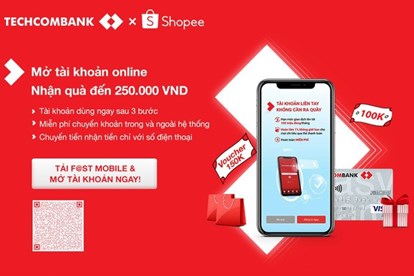 TECHCOMBANK
×
Shopee
Mở tài khoản online
Nhận quà đến 250.000 VND
Tài khoản dùng ngay sau 3 bước
Miễn phí chuyển khoản trong và ngoài hệ thống
Chuyển tiền nhận tiền chỉ với số điện thoại
TẢI F@ST MOBILE &
MỞ TÀI KHOẢN NGAY!
TÀI KHOẢN LIỀN TAY
KHÔNG CẦN RA QUẦY
100K
Voucher
150K
BANK
VISA